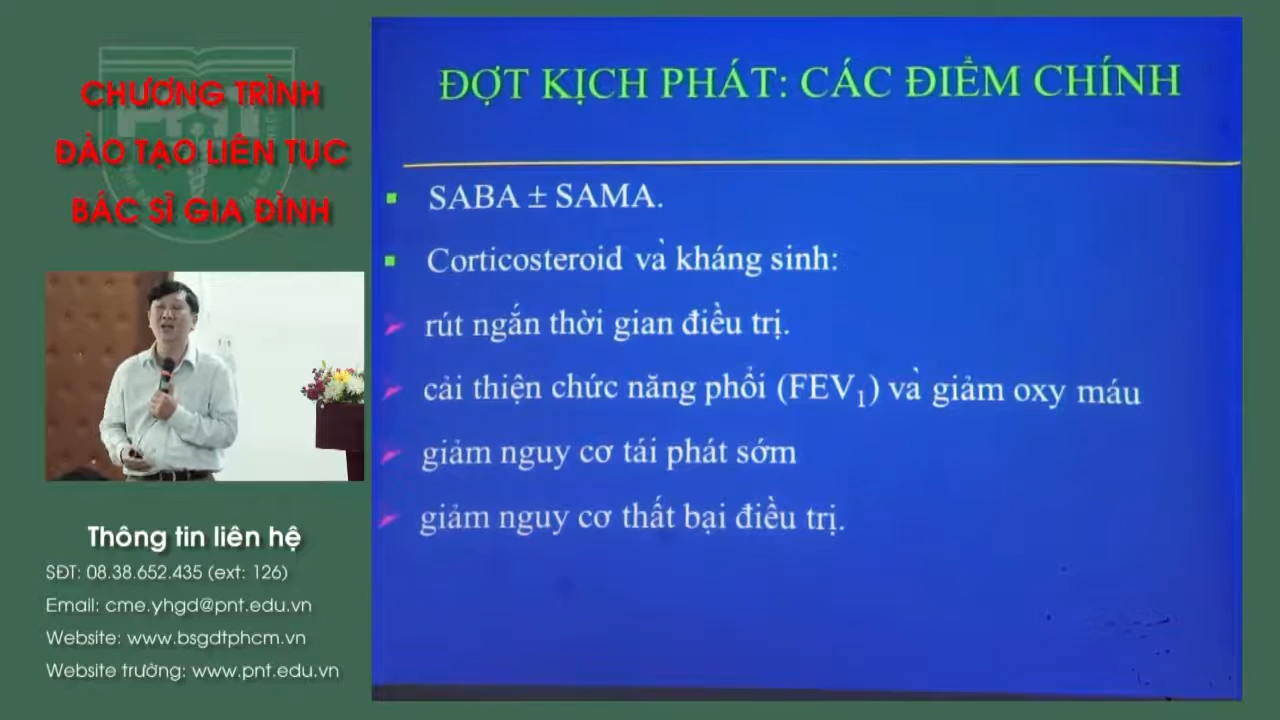 CHƯƠNG TRÌNH
ĐÀO TẠO LIÊN TỤC
BÁC SĨ GIA ĐÌNH
Thông tin liên hệ
SĐT: 08.38.652.435 (ext: 126)
Email: cme.yhgd@pnt.edu.vn
Website: www.bsgdtphcm.vn
Website trường: www.pnt.edu.vn
ĐỢT KỊCH PHÁT: CÁC ĐIỂM CHÍNH
SABA ± SAMA.
Corticosteroid và kháng sinh:
rút ngắn thời gian điều trị.
cải thiện chức năng phổi (FEV₁) và giảm oxy máu
giảm nguy cơ tái phát sớm
giảm nguy cơ thất bại điều trị.